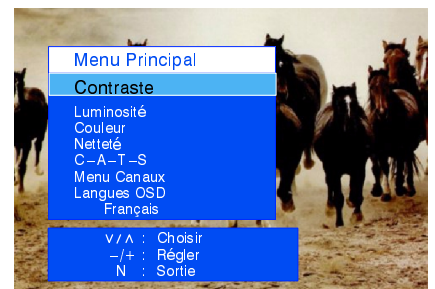 Menu Principal
Contraste
Luminosité
Couleur
Netteté
C-A-T-S
Menu Canaux
Langues OSD
Français
∨/∧ : Choisir
-/+ : Régler
N : Sortie